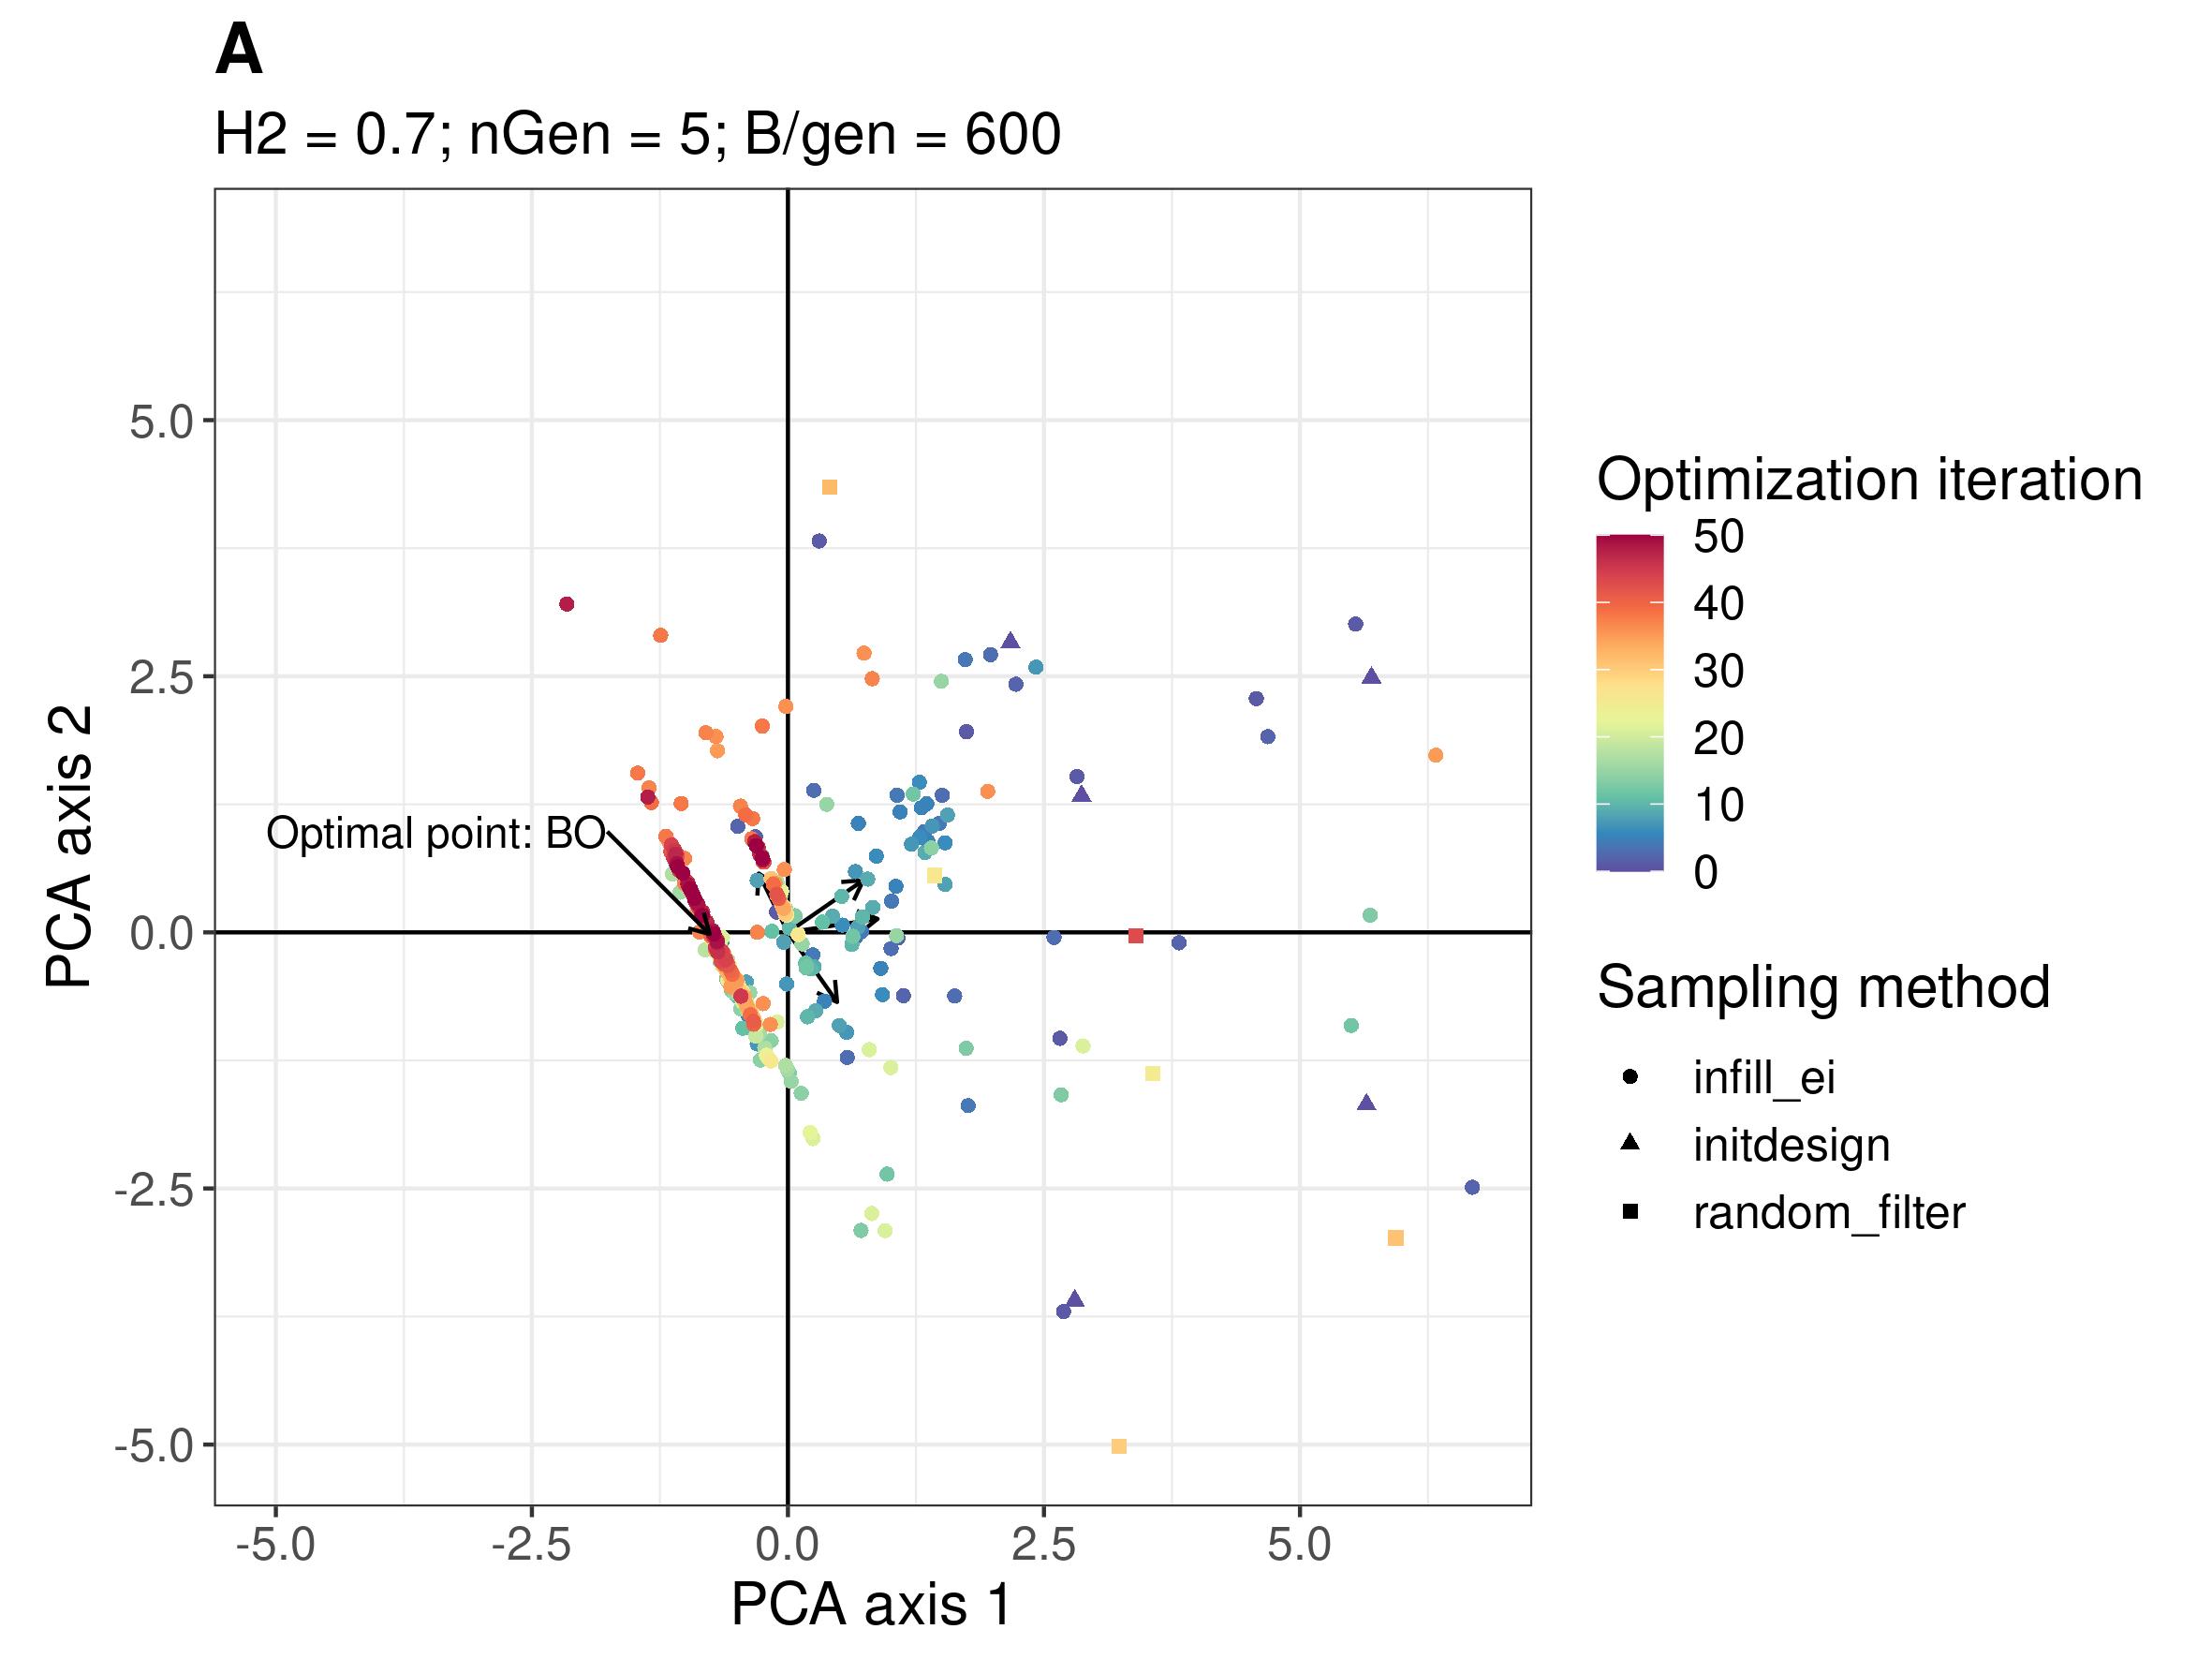 A
H2 = 0.7; nGen = 5; B/gen = 600
5.0
2.5
0.0
-2.5
-5.0
PCA axis 2
Optimal point: BO
-5.0
-2.5
0.0
2.5
5.0
PCA axis 1
Optimization iteration
50
40
30
20
10
0
Sampling method
infill_ei
initdesign
random_filter